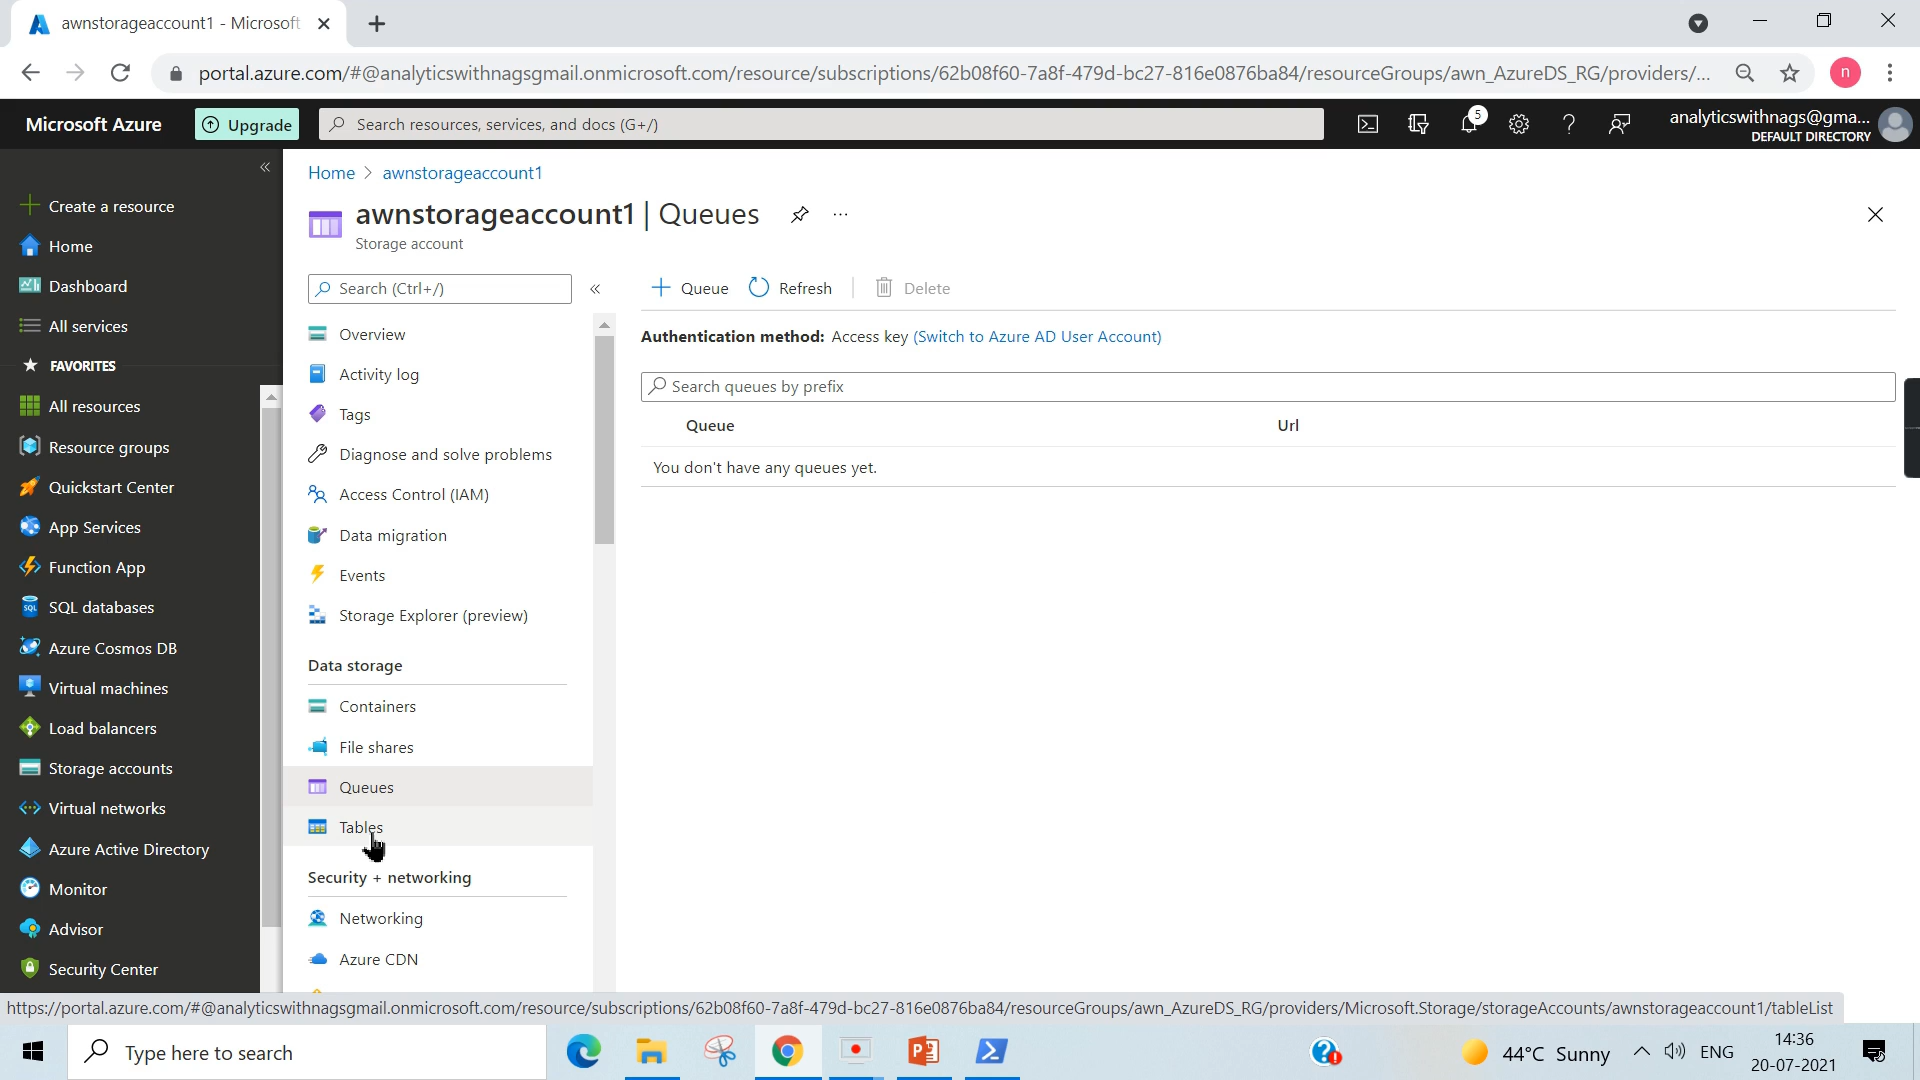 awnstorageaccount1 - Microsoft
portal.azure.com/#@analyticswithnagsgmail.onmicrosoft.com/resource/subscriptions/62b08f60-7a8f-479d-bc27-816e0876ba84/resourceGroups/awn_AzureDS_RG/providers/...
n
Microsoft Azure
Upgrade
Search resources, services, and docs (G+/)
5
analyticswithnags@gma...
DEFAULT DIRECTORY
Create a resource
Home
Dashboard
All services
FAVORITES
All resources
Resource groups
Quickstart Center
App Services
Function App
SQL databases
Azure Cosmos DB
Virtual machines
Load balancers
Storage accounts
Virtual networks
Azure Active Directory
Monitor
Advisor
Security Center
Home > awnstorageaccount1
awnstorageaccount1 | Queues
Storage account
Search (Ctrl+/)
Overview
Activity log
Tags
Diagnose and solve problems
Access Control (IAM)
Data migration
Events
Storage Explorer (preview)
Data storage
Containers
File shares
Queues
Tables
Security + networking
Networking
Azure CDN
Queue
Refresh
Delete
Authentication method: Access key (Switch to Azure AD User Account)
Search queues by prefix
Queue Url
You don't have any queues yet.
https://portal.azure.com/#@analyticswithnagsgmail.onmicrosoft.com/resource/subscriptions/62b08f60-7a8f-479d-bc27-816e0876ba84/resourceGroups/awn_AzureDS_RG/providers/Microsoft.Storage/storageAccounts/awnstorageaccount1/tableList
Type here to search
44°C Sunny
ENG
14:36
20-07-2021